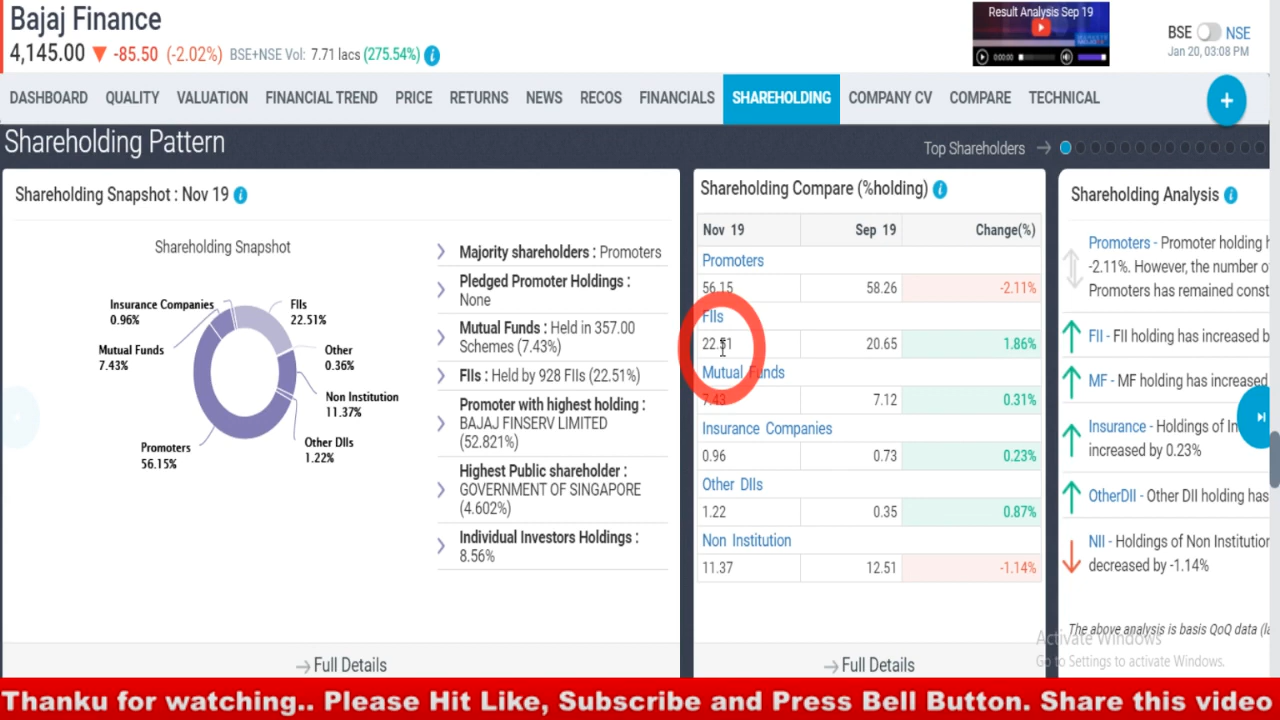 Bajaj Finance
4,145.00 ▼ -85.50 (-2.02%) BSE+NSE Vol: 7.71 lacs (275.54%)
Result Analysis Sep 19
0:00:00
BSE NSE
Jan 20, 03:08 PM
DASHBOARD QUALITY VALUATION FINANCIAL TREND PRICE RETURNS NEWS RECOS FINANCIALS SHAREHOLDING COMPANY CV COMPARE TECHNICAL
+
Shareholding Pattern
Top Shareholders
Shareholding Snapshot : Nov 19
Shareholding Snapshot
Insurance Companies
0.96%
FIIs
22.51%
Mutual Funds
7.43%
Other
0.36%
Non Institution
11.37%
Other DIIs
1.22%
Promoters
56.15%
Majority shareholders : Promoters
Pledged Promoter Holdings :
None
Mutual Funds : Held in 357.00
Schemes (7.43%)
FIIs : Held by 928 FIIs (22.51%)
Promoter with highest holding :
BAJAJ FINSERV LIMITED
(52.821%)
Highest Public shareholder :
GOVERNMENT OF SINGAPORE
(4.602%)
Individual Investors Holdings :
8.56%
Full Details
Shareholding Compare (%holding)
Nov 19 Sep 19 Change(%)
Promoters
56.15 58.26 -2.11%
FIIs
22.51 20.65 1.86%
Mutual Funds
7.43 7.12 0.31%
Insurance Companies
0.96 0.73 0.23%
Other DIIs
1.22 0.35 0.87%
Non Institution
11.37 12.51 -1.14%
Full Details
Shareholding Analysis
Promoters - Promoter holding h
-2.11%. However, the number o
Promoters has remained const
FII - FII holding has increased b
MF - MF holding has increased
Insurance - Holdings of In
increased by 0.23%
OtherDII - Other DII holding has
NII - Holdings of Non Institution
decreased by -1.14%
The above analysis is basis QoQ data (la
Activate Windows
Go to Settings to activate Windows.
Thanku for watching.. Please Hit Like, Subscribe and Press Bell Button. Share this video